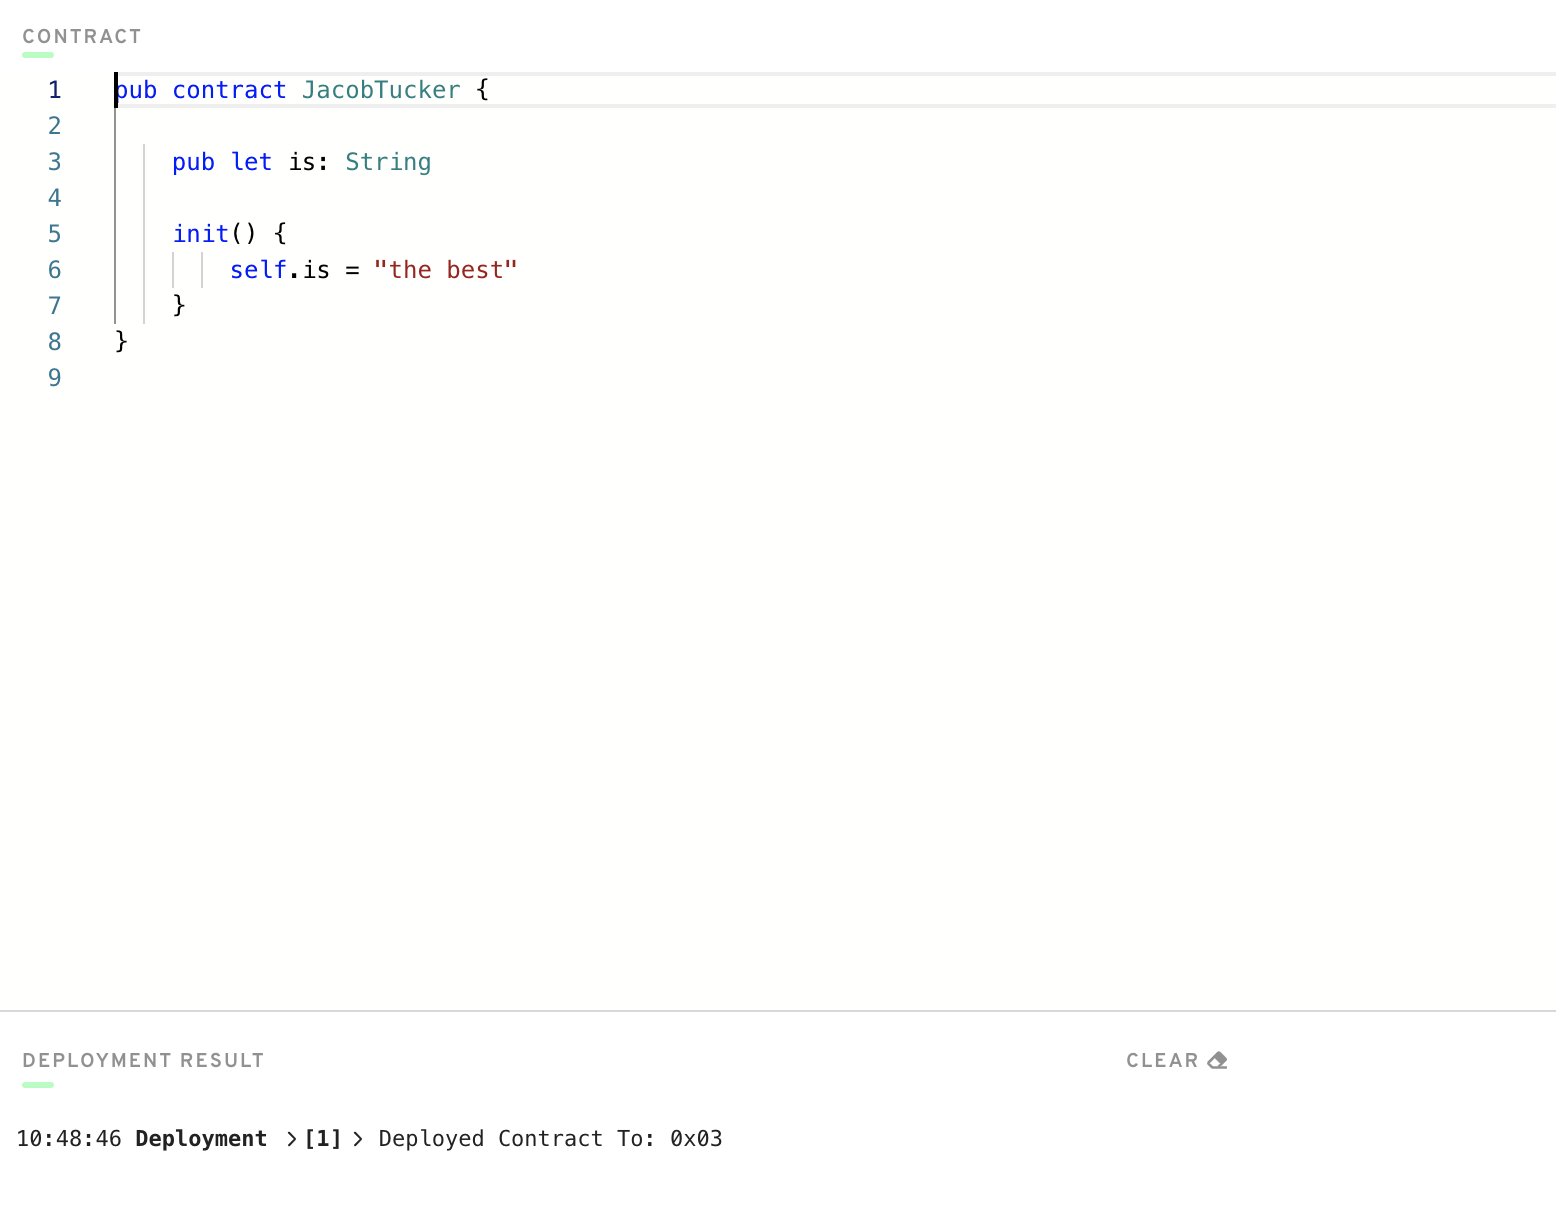 CONTRACT
1 pub contract JacobTucker {
2
3 pub let is: String
4
5 init() {
6 self.is = "the best"
7 }
8 }
9
DEPLOYMENT RESULT CLEAR
10:48:46 Deployment >[1] > Deployed Contract To: 0x03